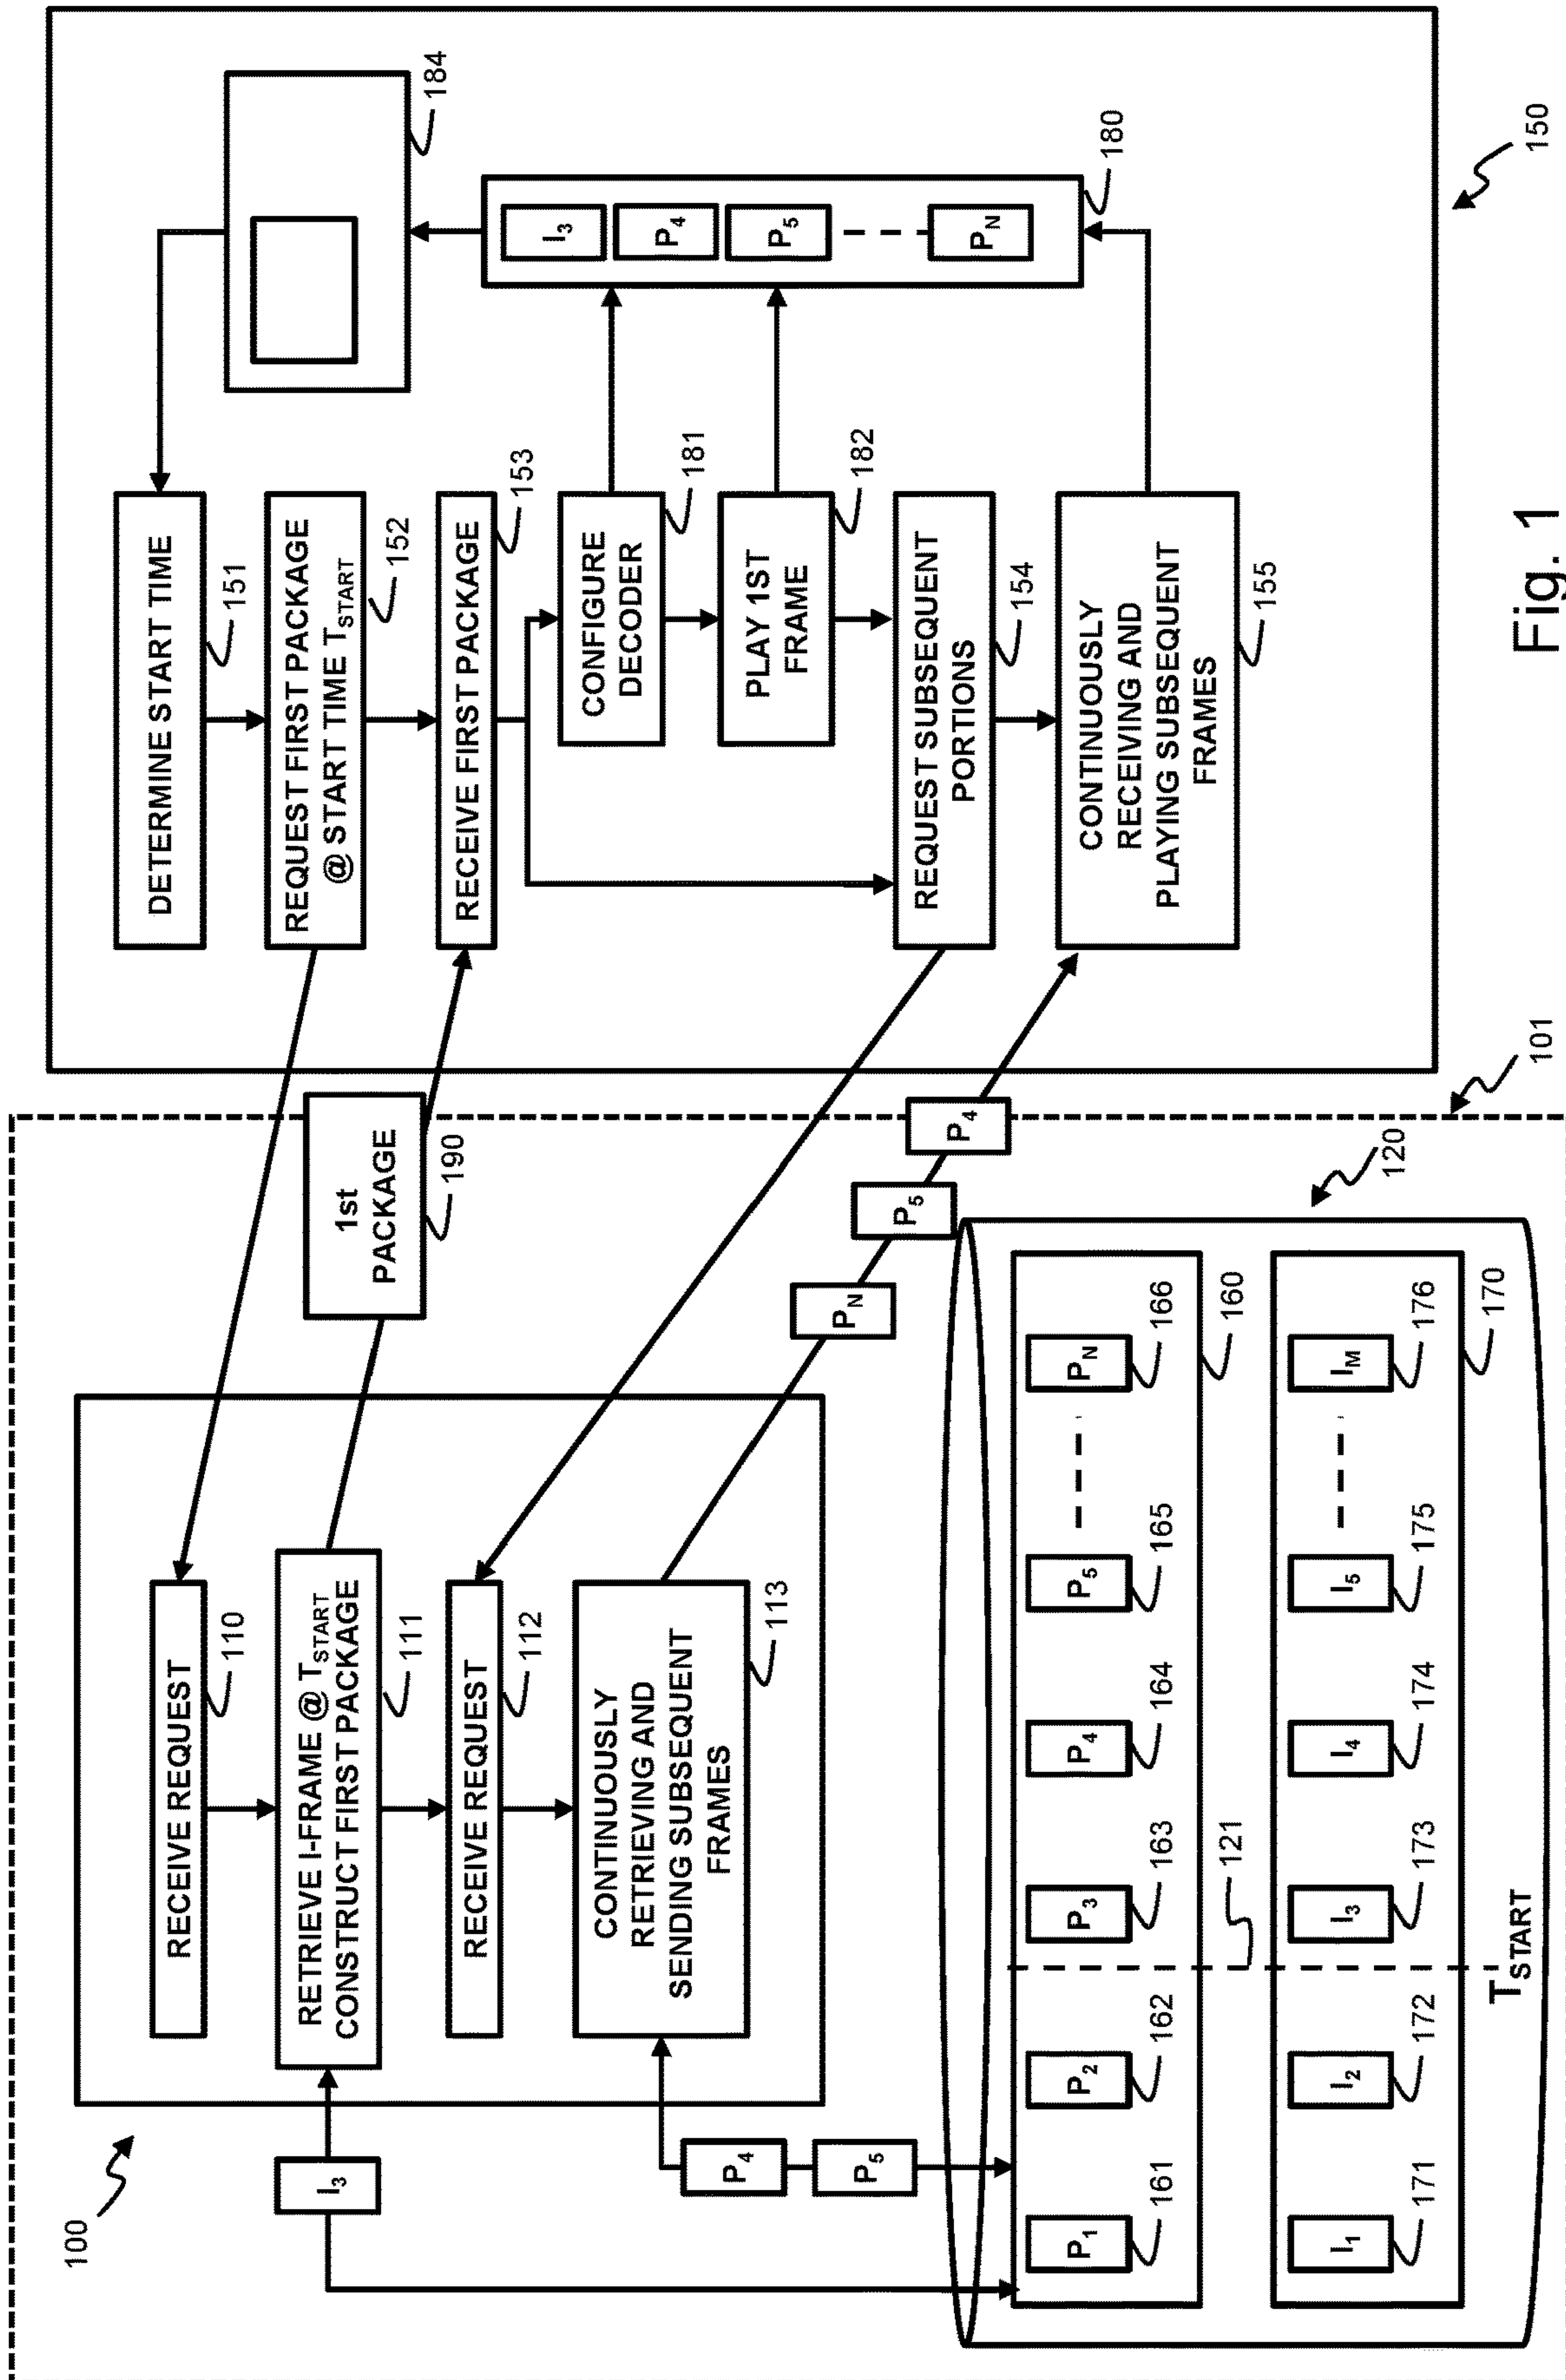 100
RECEIVE REQUEST
110
RETRIEVE I-FRAME @ TSTART
CONSTRUCT FIRST PACKAGE
111
RECEIVE REQUEST
112
CONTINUOUSLY
RETRIEVING AND
SENDING SUBSEQUENT
FRAMES
113
I3
P4
P5
1st
PACKAGE
190
PN
P5
P4
DETERMINE START TIME
151
REQUEST FIRST PACKAGE
@ START TIME TSTART
152
RECEIVE FIRST PACKAGE
153
CONFIGURE
DECODER
181
PLAY 1ST
FRAME
182
REQUEST SUBSEQUENT
PORTIONS
154
CONTINUOUSLY
RECEIVING AND
PLAYING SUBSEQUENT
FRAMES
155
184
I3
P4
P5
PN
180
150
101
120
P1
161
P2
162
P3
163
P4
164
P5
165
PN
166
160
121
I1
171
I2
172
I3
173
I4
174
I5
175
IM
176
170
TSTART
Fig. 1